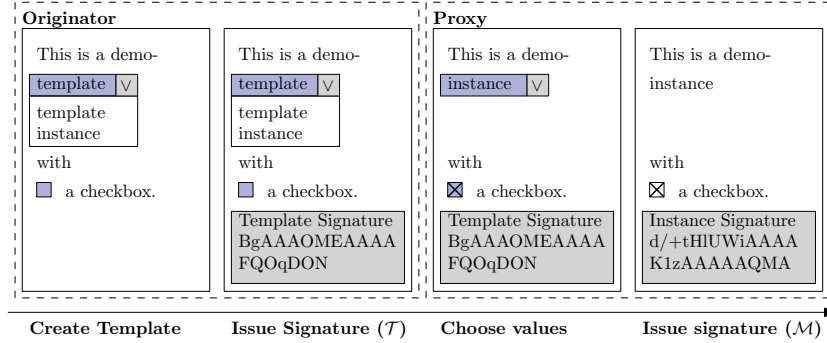 Originator
This is a demo-
template ∨
template
instance
with
a checkbox.
This is a demo-
template ∨
template
instance
with
a checkbox.
Template Signature
BgAAAOMEAAAA
FQOqDON
Proxy
This is a demo-
instance ∨
with
a checkbox.
Template Signature
BgAAAOMEAAAA
FQOqDON
This is a demo-
instance
with
a checkbox.
Instance Signature
d/+tHlUWiAAAA
K1zAAAAAQMA
Create Template
Issue Signature (𝒯)
Choose values
Issue signature (ℳ)